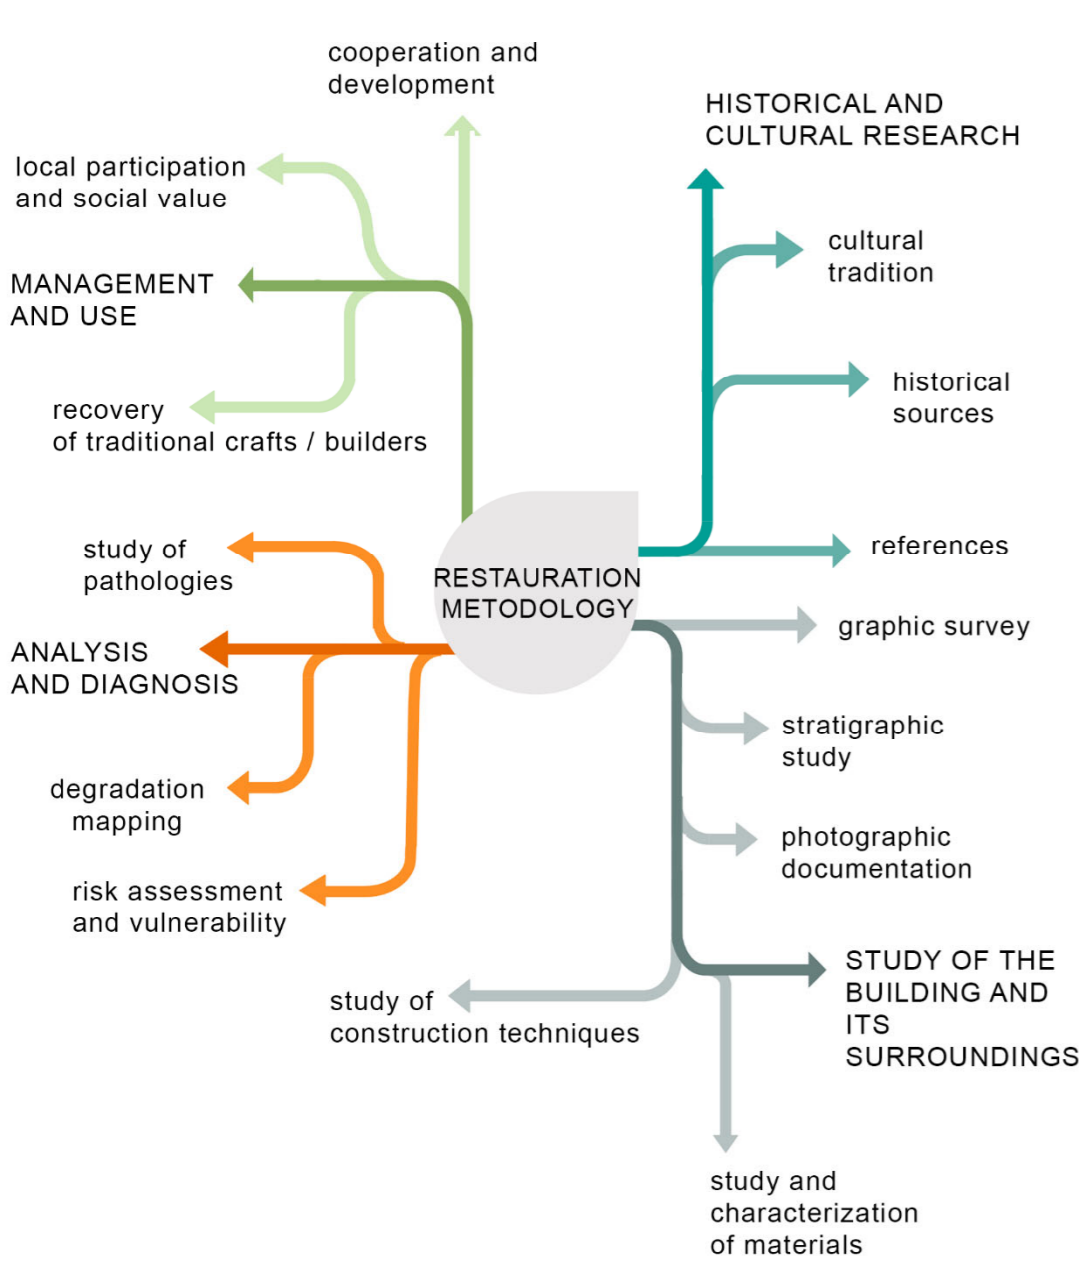 cooperation and
development
HISTORICAL AND
CULTURAL RESEARCH
local participation
and social value
cultural
tradition
MANAGEMENT
AND USE
historical
sources
recovery
of traditional crafts / builders
study of
pathologies
references
RESTAURATION
METODOLOGY
graphic survey
ANALYSIS
AND DIAGNOSIS
stratigraphic
study
degradation
mapping
photographic
documentation
risk assessment
and vulnerability
STUDY OF THE
BUILDING AND
ITS
SURROUNDINGS
study of
construction techniques
study and
characterization
of materials